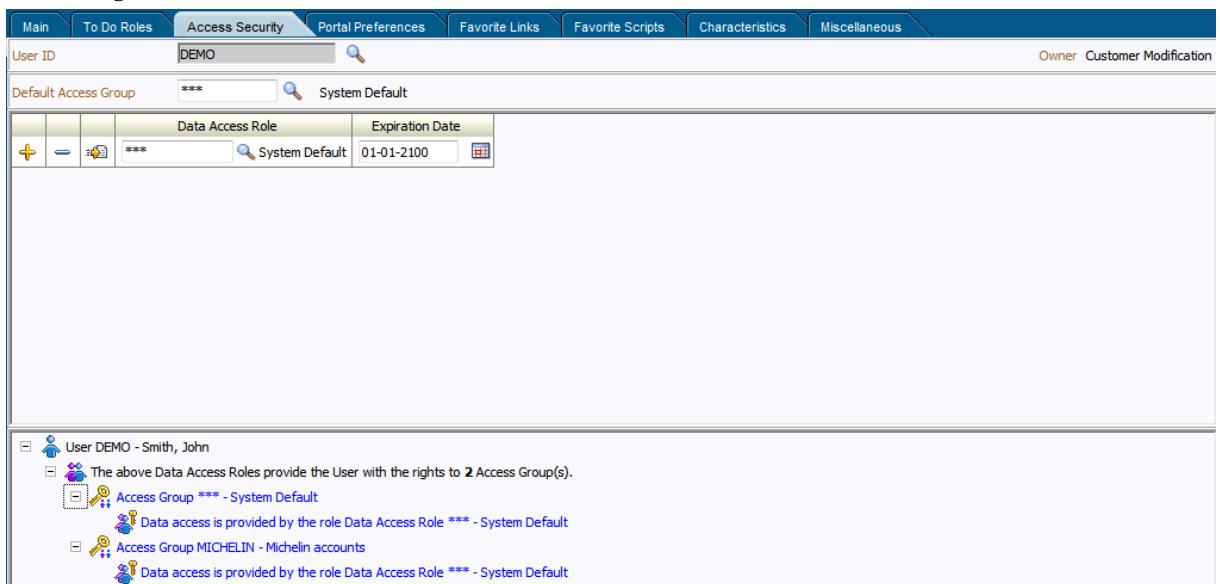 Main To Do Roles Access Security Portal Preferences Favorite Links Favorite Scripts Characteristics Miscellaneous
User ID DEMO Owner Customer Modification
Default Access Group *** System Default
Data Access Role Expiration Date
*** System Default 01-01-2100
User DEMO - Smith, John
The above Data Access Roles provide the User with the rights to 2 Access Group(s).
Access Group *** - System Default
Data access is provided by the role Data Access Role *** - System Default
Access Group MICHELIN - Michelin accounts
Data access is provided by the role Data Access Role *** - System Default